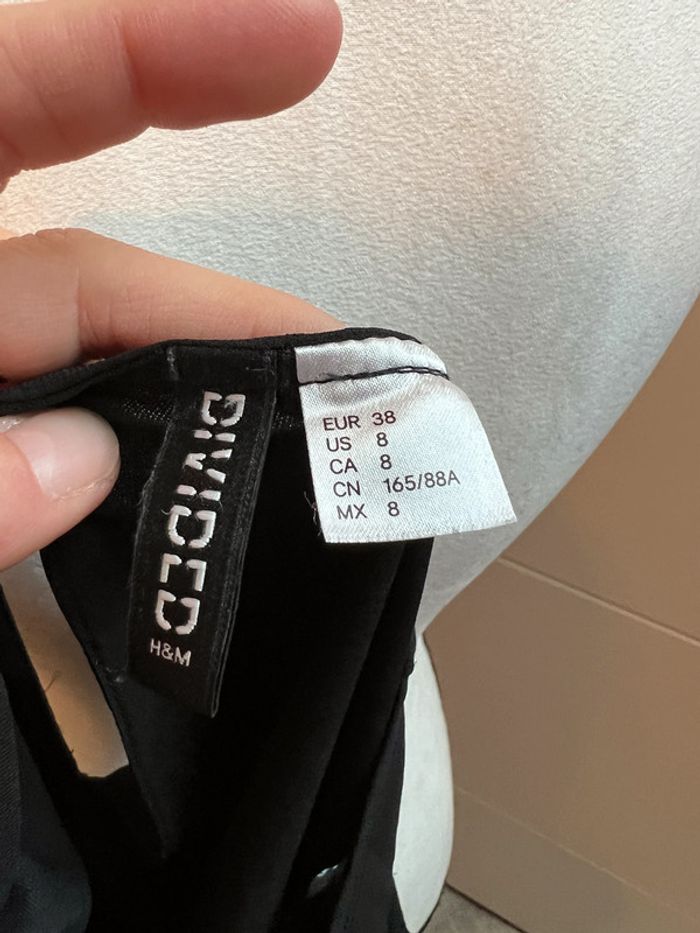 DIVIDED
H&M
EUR 38
US 8
CA 8
CN 165/88A
MX 8